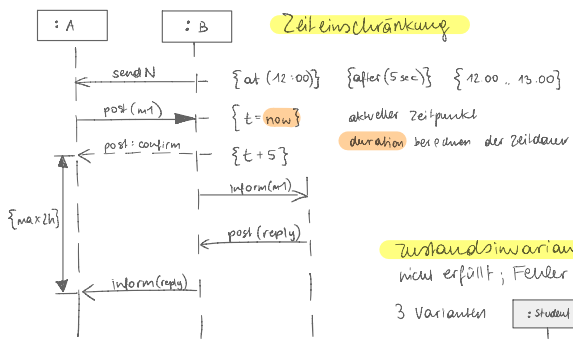 : A
: B
Zeiteinschränkung
sendN
{at (12:00)} {after (5 sec)} {12.00 .. 13.00}
post(m1)
{t = now} aktueller Zeitpunkt
duration berechnen der Zeitdauer
post:confirm
{t + 5}
inform(m1)
{max 2h}
post(reply)
Zustandsinvarian
nicht erfüllt; Fehler
inform(reply)
3 Varianten
: Student